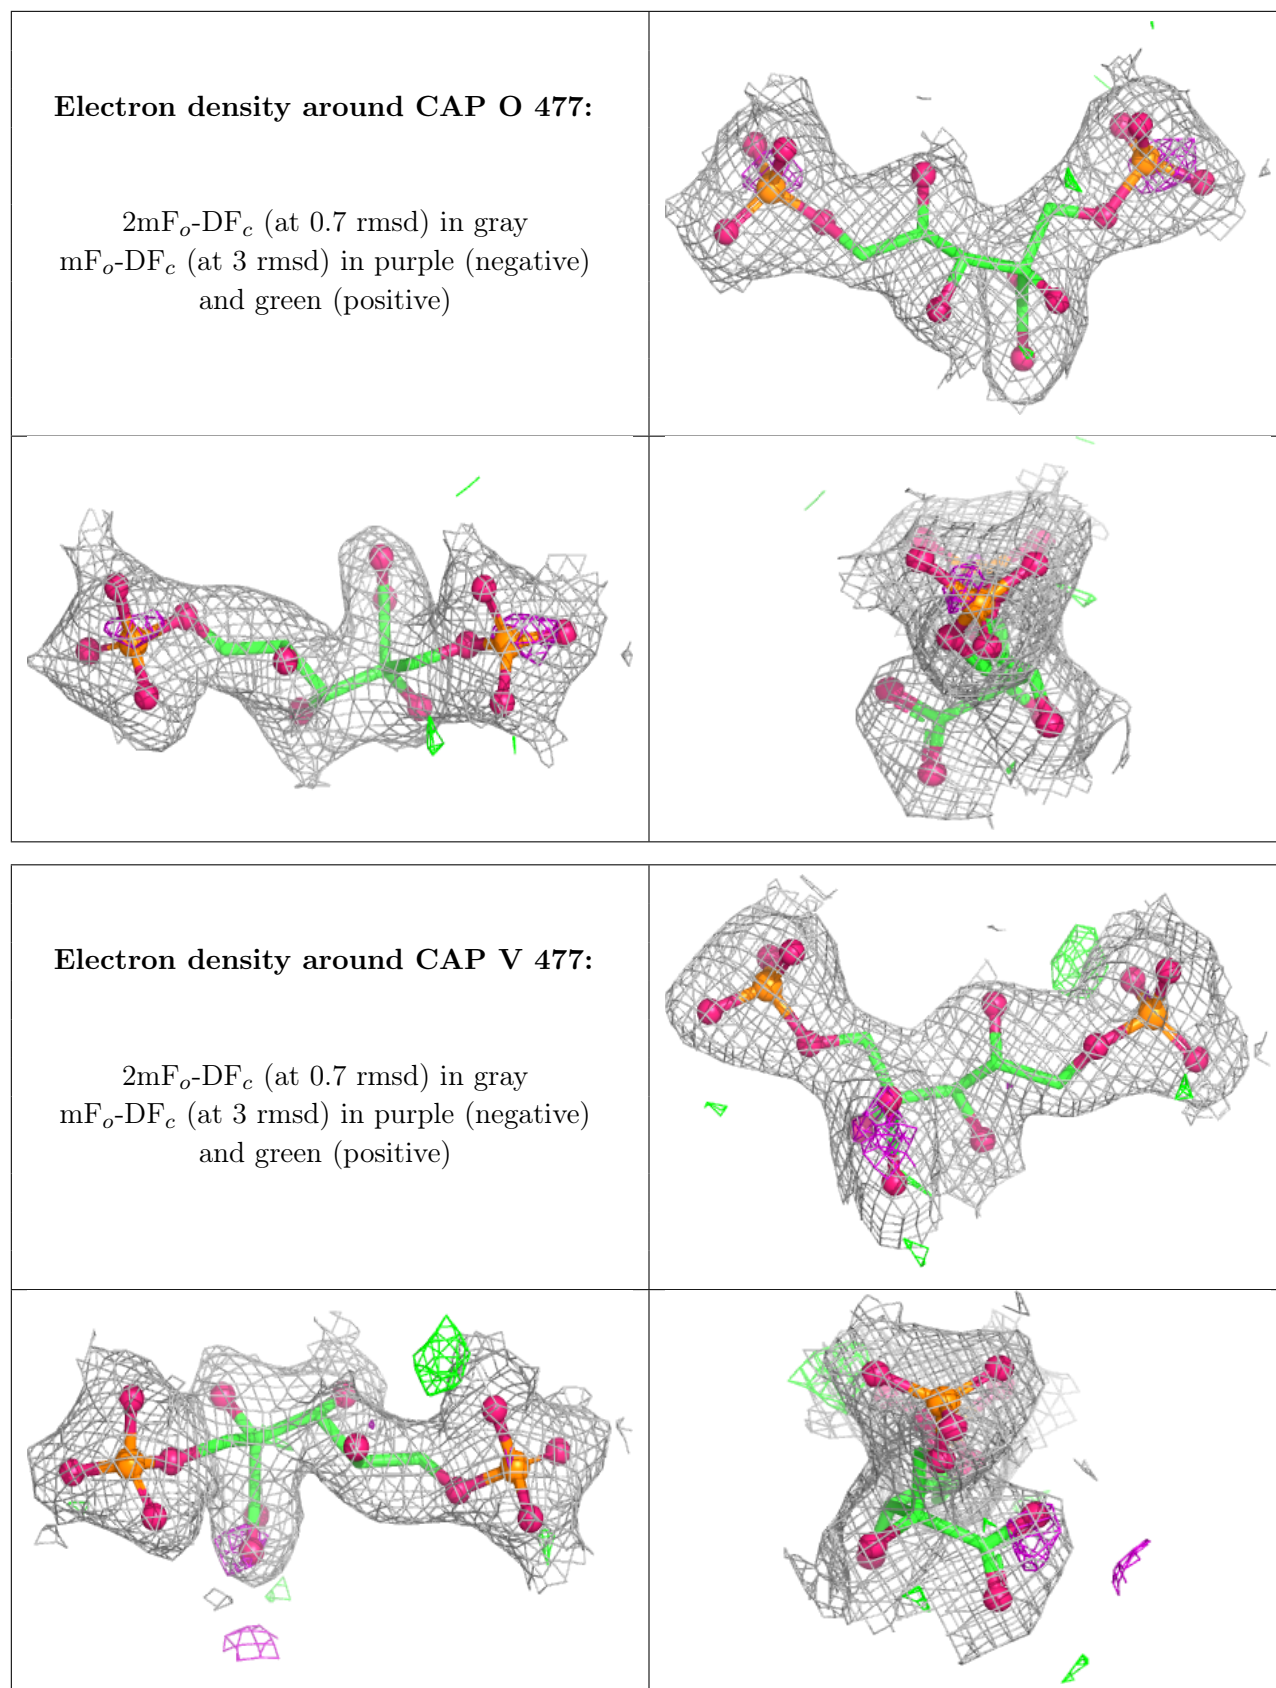 Electron density around CAP O 477:
2mFₒ-DF𝒸 (at 0.7 rmsd) in gray
mFₒ-DF𝒸 (at 3 rmsd) in purple (negative)
and green (positive)
Electron density around CAP V 477:
2mFₒ-DF𝒸 (at 0.7 rmsd) in gray
mFₒ-DF𝒸 (at 3 rmsd) in purple (negative)
and green (positive)